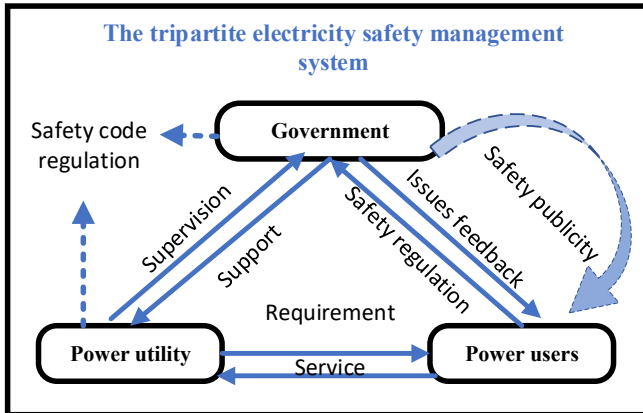 The tripartite electricity safety management
system
Safety code
regulation
Government
Safety publicity
Supervision
Support
Issues feedback
Safety regulation
Requirement
Power utility
Service
Power users